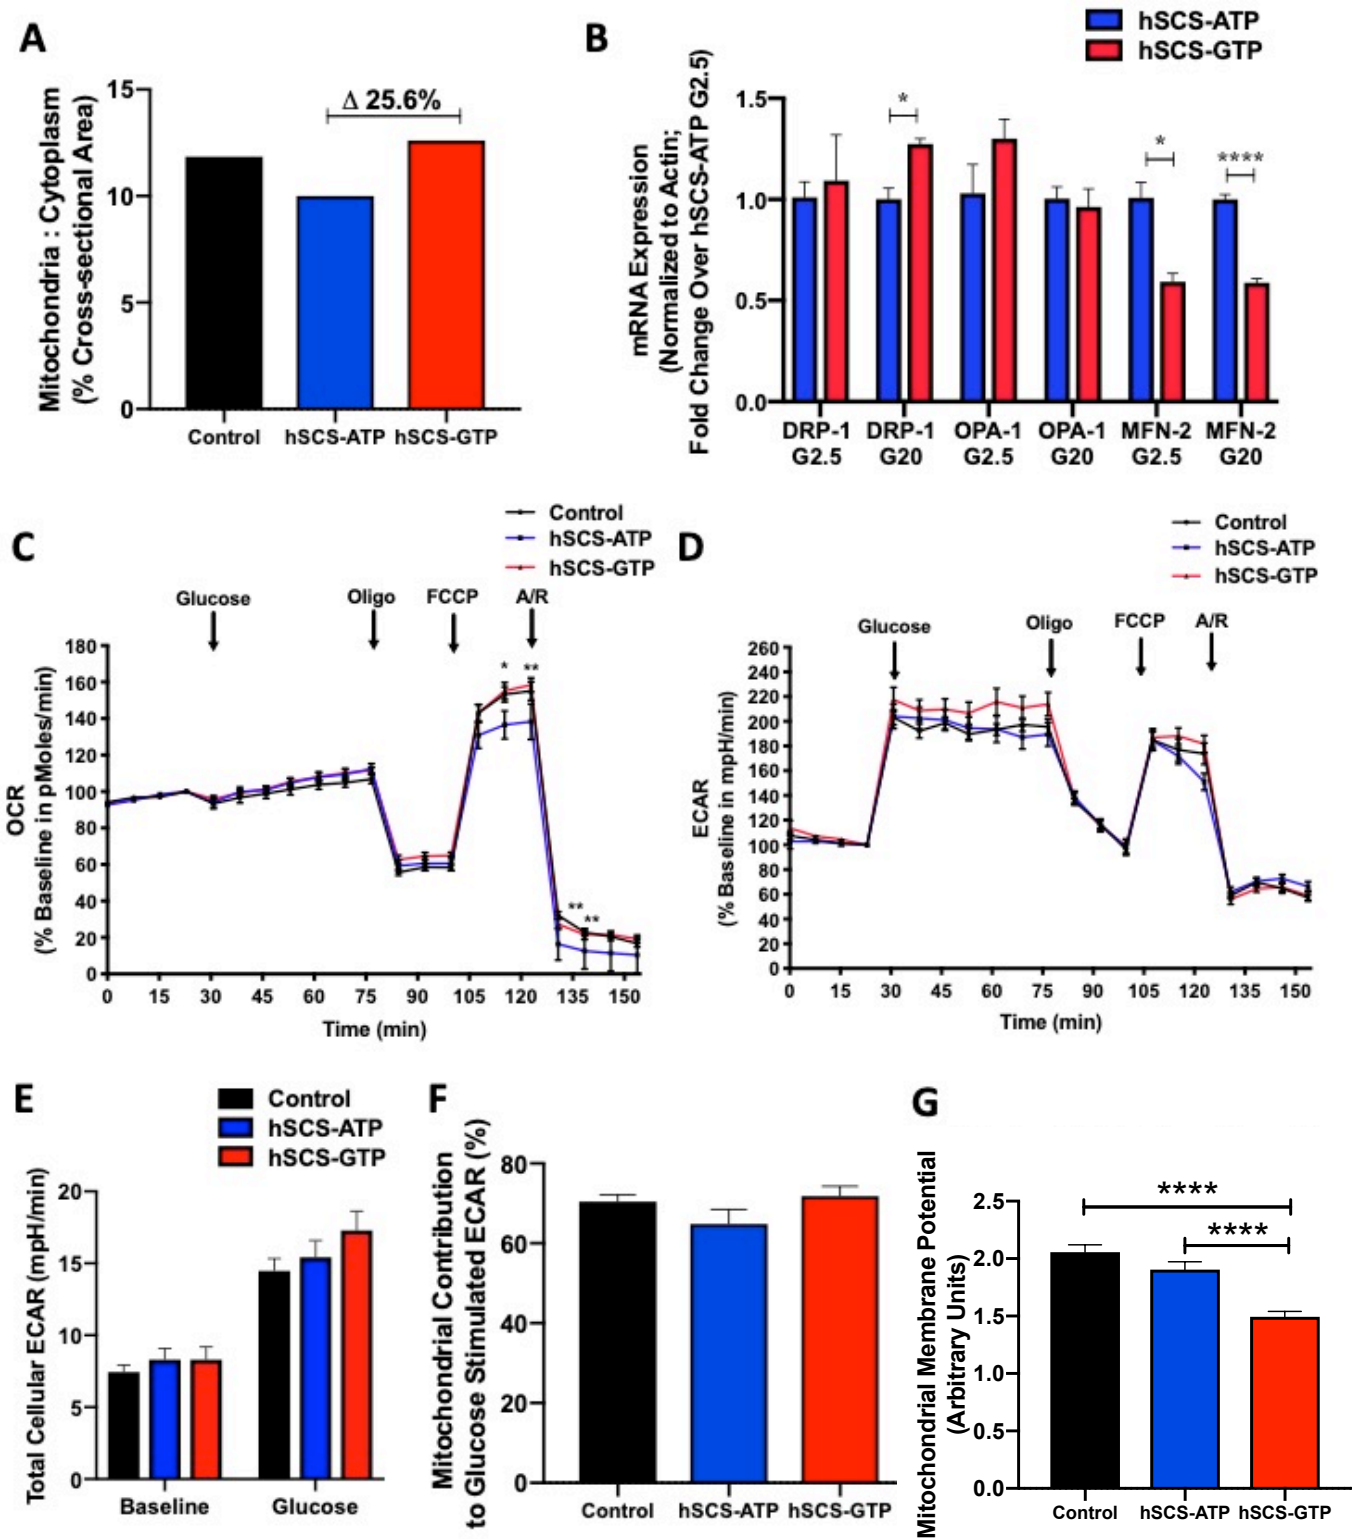 A
Mitochondria : Cytoplasm
(% Cross-sectional Area)
15
10
5
0
Δ 25.6%
Control
hSCS-ATP
hSCS-GTP
B
hSCS-ATP
hSCS-GTP
mRNA Expression
(Normalized to Actin;
Fold Change Over hSCS-ATP G2.5)
1.5
1.0
0.5
0.0
*
*
****
DRP-1
G2.5
DRP-1
G20
OPA-1
G2.5
OPA-1
G20
MFN-2
G2.5
MFN-2
G20
C
Control
hSCS-ATP
hSCS-GTP
Glucose
Oligo
FCCP
A/R
OCR
(% Baseline in pMoles/min)
180
160
140
120
100
80
60
40
20
0
*
**
**
**
0 15 30 45 60 75 90 105 120 135 150
Time (min)
D
Control
hSCS-ATP
hSCS-GTP
Glucose
Oligo
FCCP
A/R
ECAR
(% Baseline in mpH/min)
260
240
220
200
180
160
140
120
100
80
60
40
20
0
0 15 30 45 60 75 90 105 120 135 150
Time (min)
E
Control
hSCS-ATP
hSCS-GTP
Total Cellular ECAR (mpH/min)
20
15
10
5
0
Baseline
Glucose
F
Mitochondrial Contribution
to Glucose Stimulated ECAR (%)
80
60
40
20
0
Control
hSCS-ATP
hSCS-GTP
G
Mitochondrial Membrane Potential
(Arbitrary Units)
2.5
2.0
1.5
1.0
0.5
0.0
****
****
Control
hSCS-ATP
hSCS-GTP